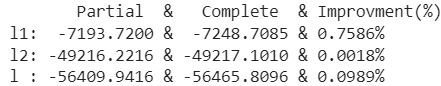 Partial & Complete & Improvment(%)
l1: -7193.7200 & -7248.7085 & 0.7586%
l2: -49216.2216 & -49217.1010 & 0.0018%
l : -56409.9416 & -56465.8096 & 0.0989%